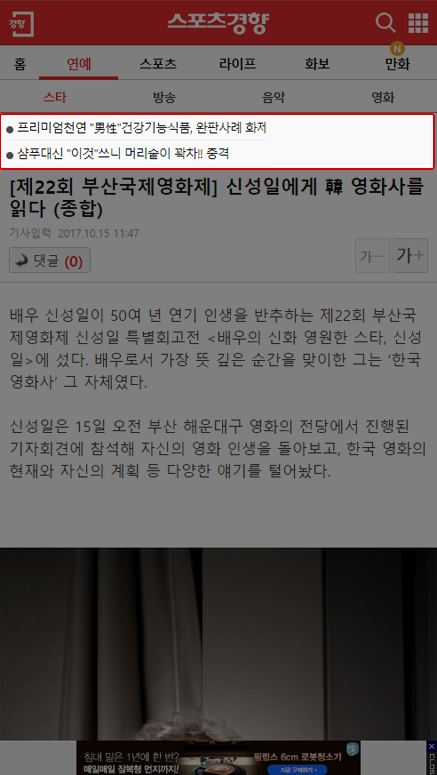 경향
스포츠경향
N
홈 연예 스포츠 라이프 화보 만화
스타 방송 음악 영화
● 프리미엄천연 "男性"건강기능식품, 완판사례 화제
● 샴푸대신 "이것"쓰니 머리숱이 꽉차!! 충격
[제22회 부산국제영화제] 신성일에게 韓 영화사를
읽다 (종합)
기사입력 2017.10.15 11:47
댓글 (0)
가− 가+
배우 신성일이 50여 년 연기 인생을 반추하는 제22회 부산국
제영화제 신성일 특별회고전 <배우의 신화 영원한 스타, 신성
일>에 섰다. 배우로서 가장 뜻 깊은 순간을 맞이한 그는 '한국
영화사' 그 자체였다.
신성일은 15일 오전 부산 해운대구 영화의 전당에서 진행된
기자회견에 참석해 자신의 영화 인생을 돌아보고, 한국 영화의
현재와 자신의 계획 등 다양한 얘기를 털어놨다.
침대 밑은 1년에 한 번?
매일매일 잠복형 먼지까지!
필립스 6cm 로봇청소기
지금 구매하기 ›